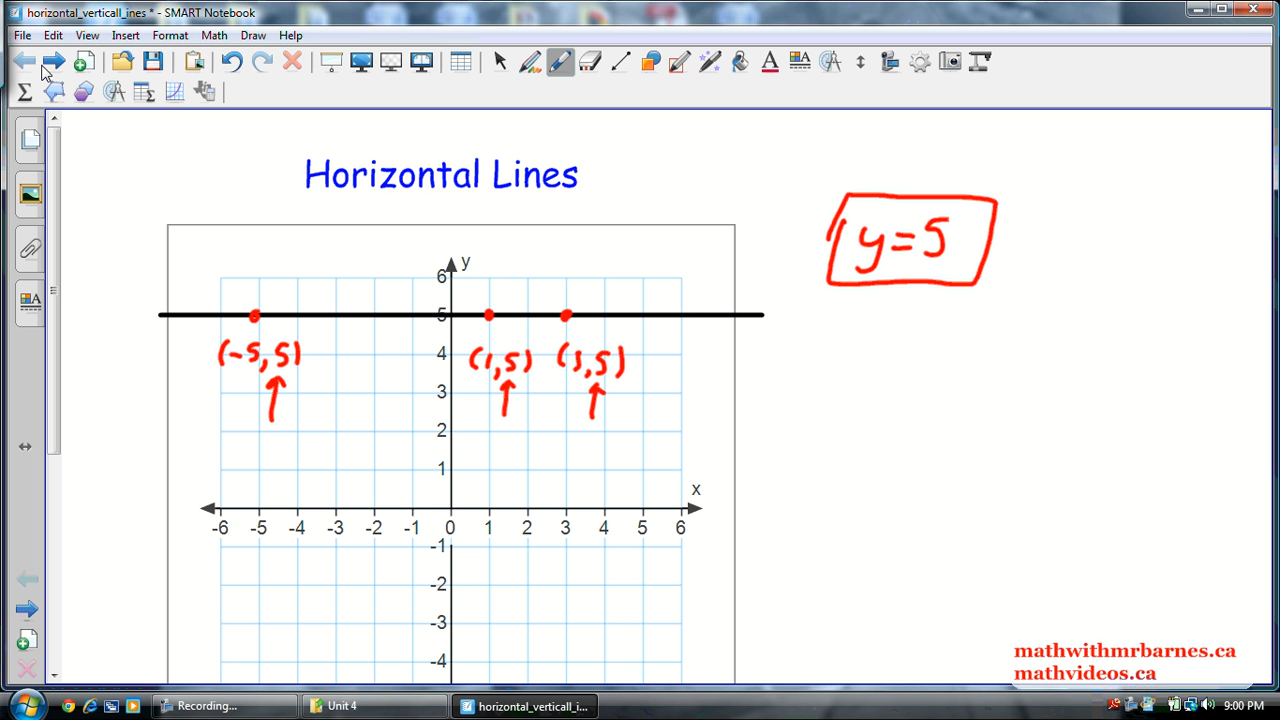 horizontal_verticall_ines * - SMART Notebook
File Edit View Insert Format Math Draw Help
Horizontal Lines
y=5
y
6
5
(-5,5) 4 (1,5) (3,5)
3
2
1
x
-6 -5 -4 -3 -2 -1 0 1 2 3 4 5 6
-1
-2
-3
-4
mathwithmrbarnes.ca
mathvideos.ca
Recording... Unit 4 horizontal_verticall_i... 9:00 PM